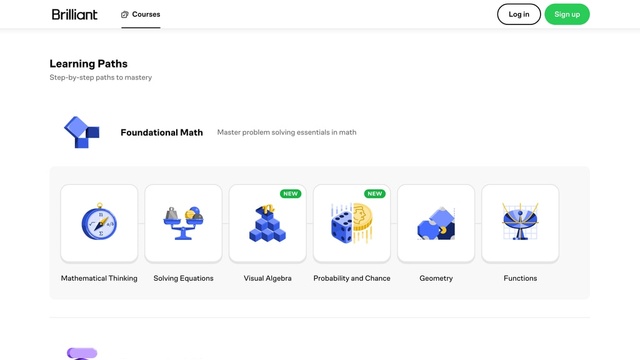 Brilliant
Courses
Log in
Sign up
Learning Paths
Step-by-step paths to mastery
Foundational Math
Master problem solving essentials in math
NEW
NEW
Mathematical Thinking
Solving Equations
Visual Algebra
Probability and Chance
Geometry
Functions